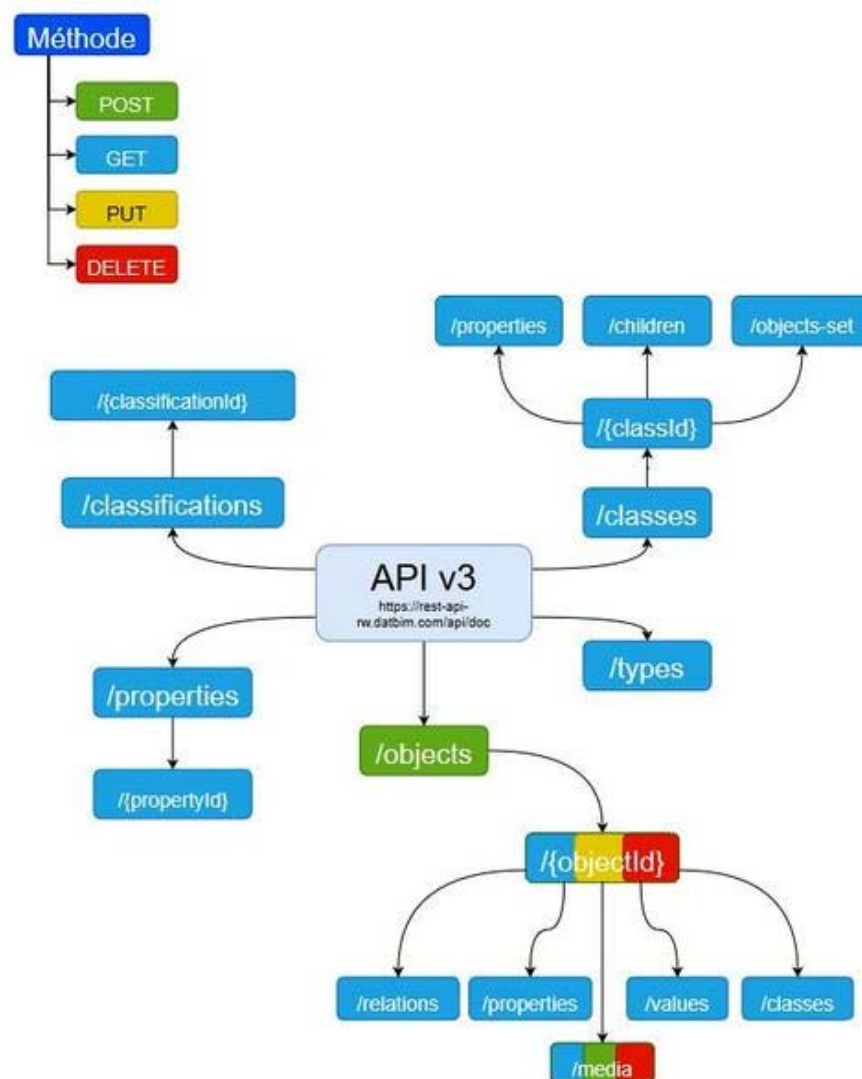 Méthode
POST
GET
PUT
DELETE
/properties
/children
/objects-set
/{classificationId}
/{classId}
/classifications
/classes
API v3
https://rest-api-
rw.datbim.com/api/doc
/properties
/types
/objects
/{propertyId}
/{objectId}
/relations
/properties
/values
/classes
/media